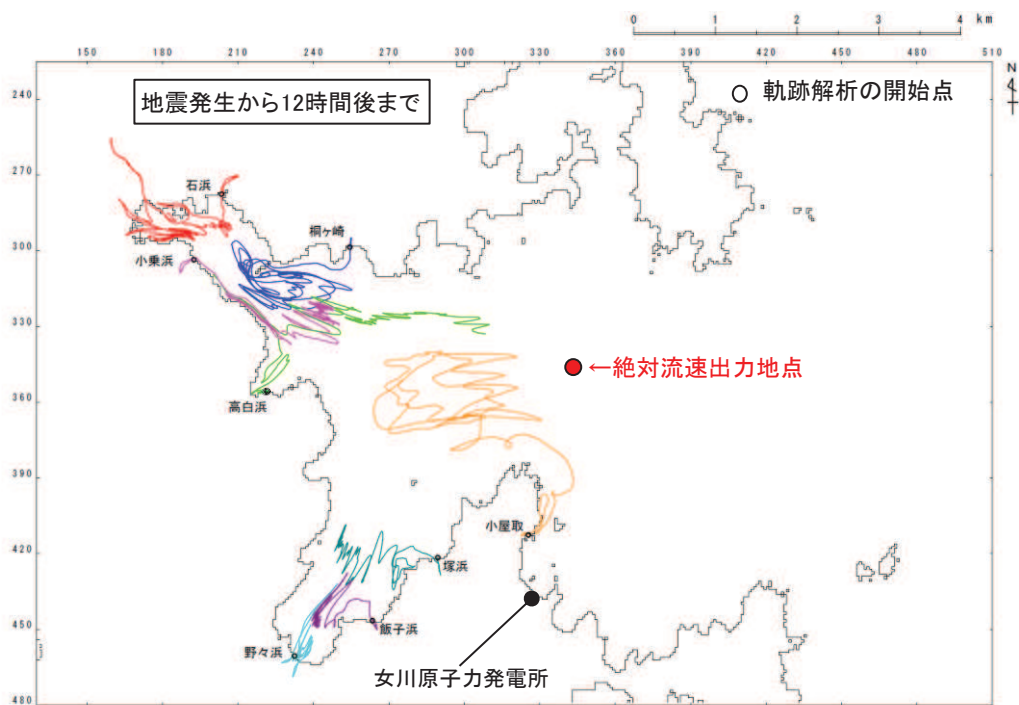 0 1 2 3 4 km
150 180 210 240 270 300 330 360 390 420 450 480 510
N
240
270
300
330
360
390
420
450
480
地震発生から12時間後まで
軌跡解析の開始点
石浜
桐ヶ崎
小乗浜
←絶対流速出力地点
高白浜
小屋取
塚浜
飯子浜
野々浜
女川原子力発電所